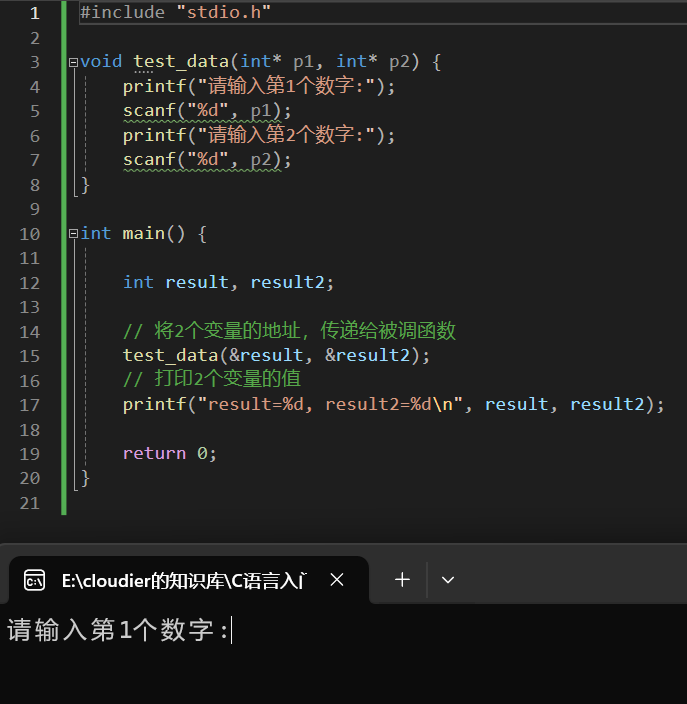 1 #include "stdio.h"
2
3 void test_data(int* p1, int* p2) {
4 printf("请输入第1个数字:");
5 scanf("%d", p1);
6 printf("请输入第2个数字:");
7 scanf("%d", p2);
8 }
9
10 int main() {
11
12 int result, result2;
13
14 // 将2个变量的地址，传递给被调函数
15 test_data(&result, &result2);
16 // 打印2个变量的值
17 printf("result=%d, result2=%d\n", result, result2);
18
19 return 0;
20 }
21
E:\cloudier的知识库\C语言入门
请输入第1个数字: